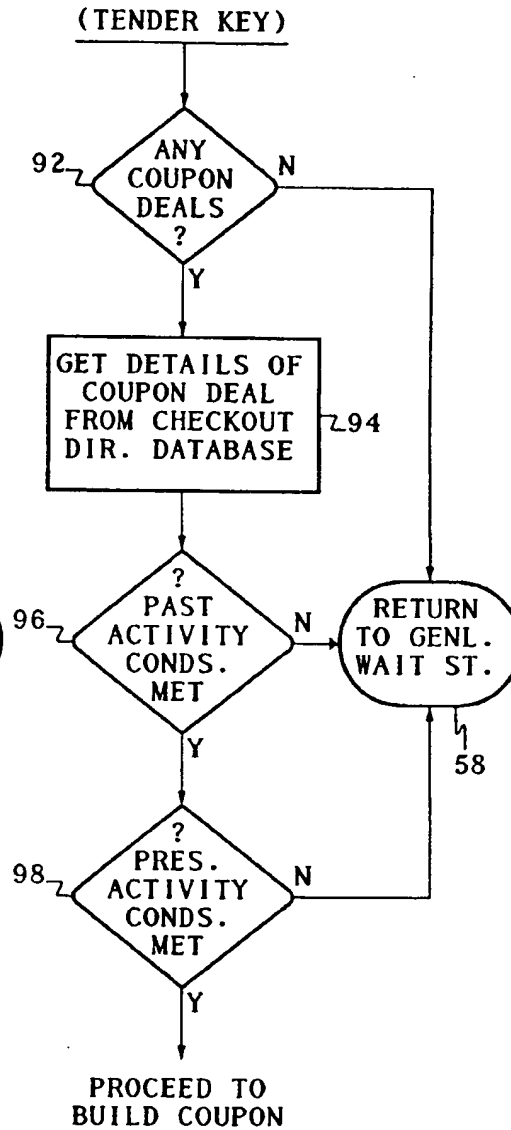 (TENDER KEY)
92
ANY
COUPON
DEALS
?
N
Y
GET DETAILS OF
COUPON DEAL
FROM CHECKOUT
DIR. DATABASE
94
96
?
PAST
ACTIVITY
CONDS.
MET
N
Y
RETURN
TO GENL.
WAIT ST.
58
98
?
PRES.
ACTIVITY
CONDS.
MET
N
Y
PROCEED TO
BUILD COUPON